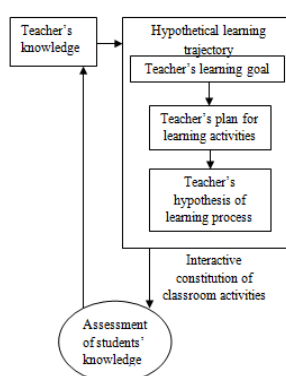 Teacher's
knowledge
Hypothetical learning
trajectory
Teacher's learning goal
Teacher's plan for
learning activities
Teacher's
hypothesis of
learning process
Interactive
constitution of
classroom activities
Assessment
of students'
knowledge